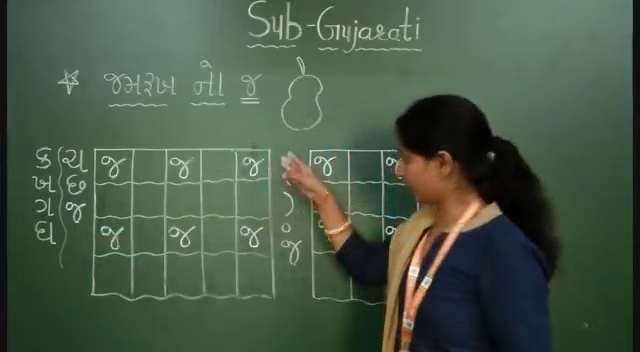 Sub-Gujarati
જમરૂખ નો જ
ક ચ જ જ જ જ
ખ છ
ગ જ
ઘ જ જ જ જ